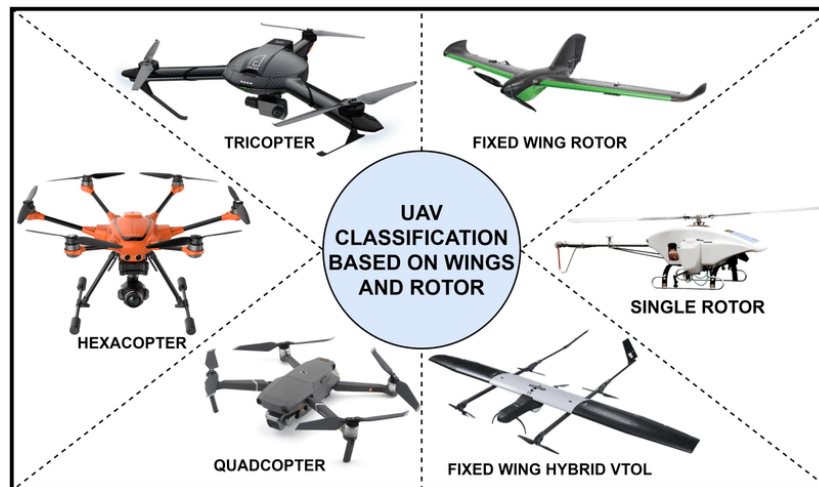 TRICOPTER
FIXED WING ROTOR
UAV
CLASSIFICATION
BASED ON WINGS
AND ROTOR
HEXACOPTER
SINGLE ROTOR
QUADCOPTER
FIXED WING HYBRID VTOL